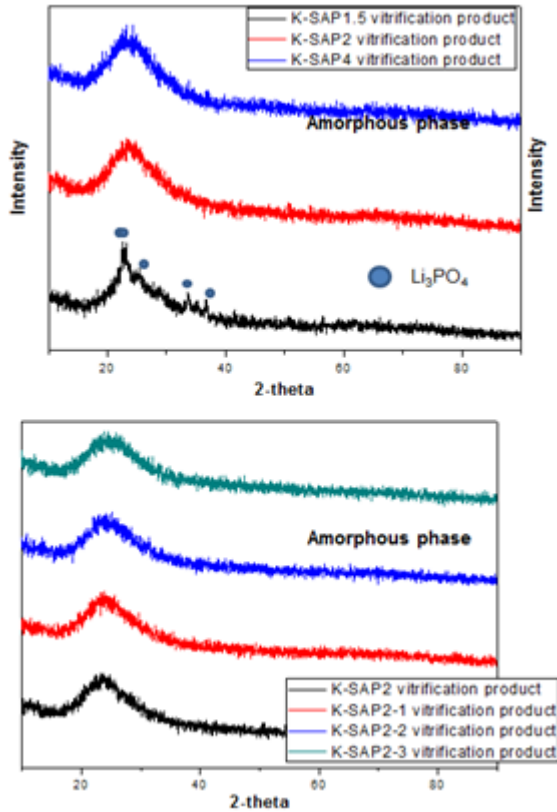 K-SAP1.5 vitrification product
K-SAP2 vitrification product
K-SAP4 vitrification product
Amorphous phase
Intensity
Intensity
Li₃PO₄
20
40
60
80
2-theta
Amorphous phase
K-SAP2 vitrification product
K-SAP2-1 vitrification product
K-SAP2-2 vitrification product
K-SAP2-3 vitrification product
20
40
60
80
2-theta